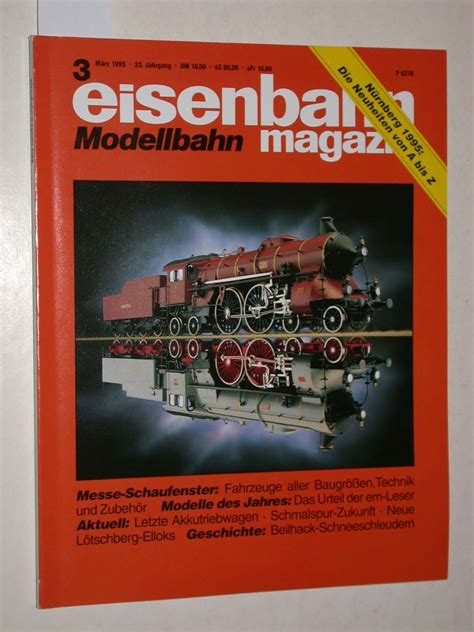 3 März 1995 · 33. Jahrgang · DM 10,00 · öS 80,00 · sFr 10,00
F 6270
eisenbahn
Modellbahn magazi
Nürnberg 1995:
Die Neuheiten von A bis Z
Messe-Schaufenster: Fahrzeuge aller Baugrößen, Technik
und Zubehör Modelle des Jahres: Das Urteil der em-Leser
Aktuell: Letzte Akkutriebwagen · Schmalspur-Zukunft · Neue
Lötschberg-Elloks Geschichte: Beilhack-Schneeschleudern